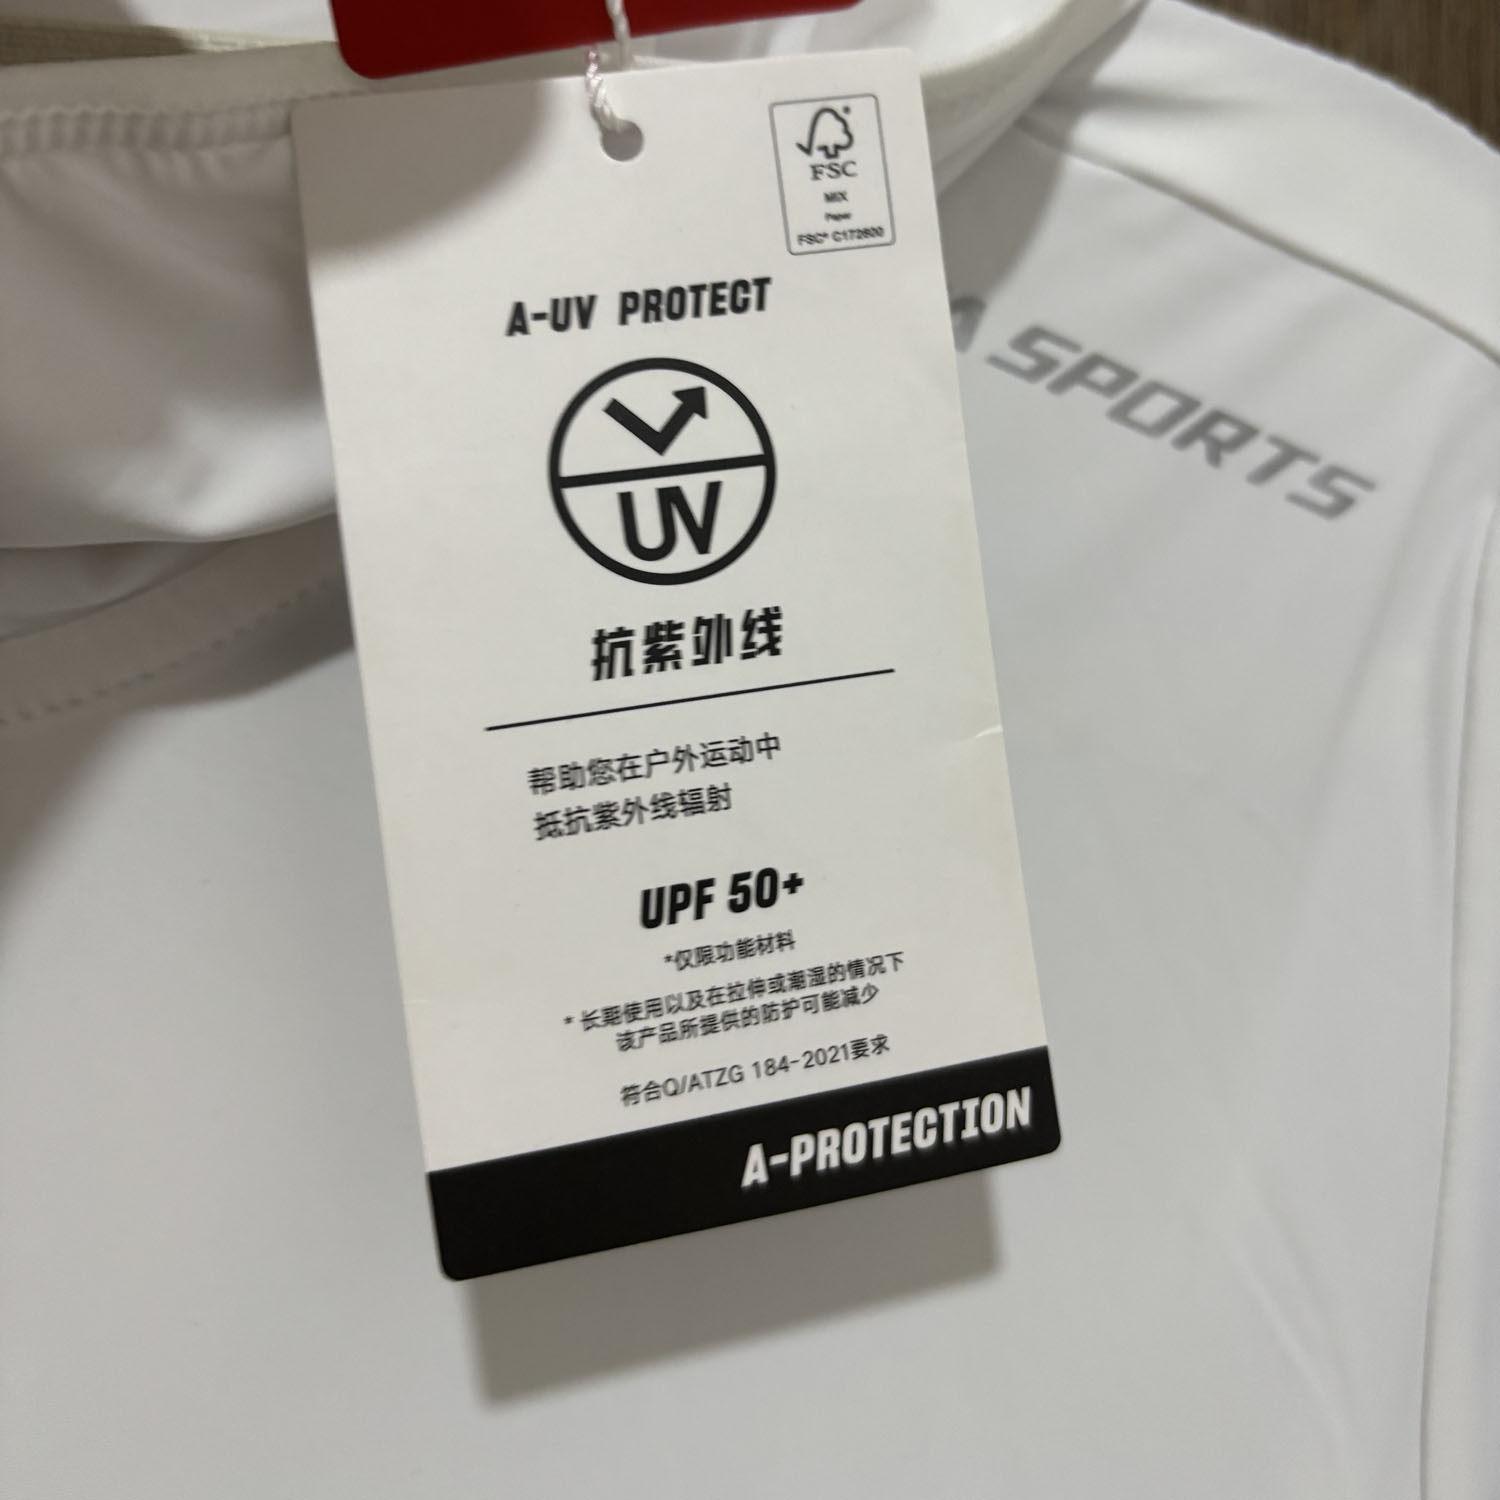 FSC
MIX
Paper
FSC® C172600
A-UV PROTECT
UV
抗紫外线
帮助您在户外运动中
抵抗紫外线辐射
UPF 50+
*仅限功能材料
* 长期使用以及在拉伸或潮湿的情况下
该产品所提供的防护可能减少
符合Q/ATZG 184-2021要求
A-PROTECTION
A SPORTS